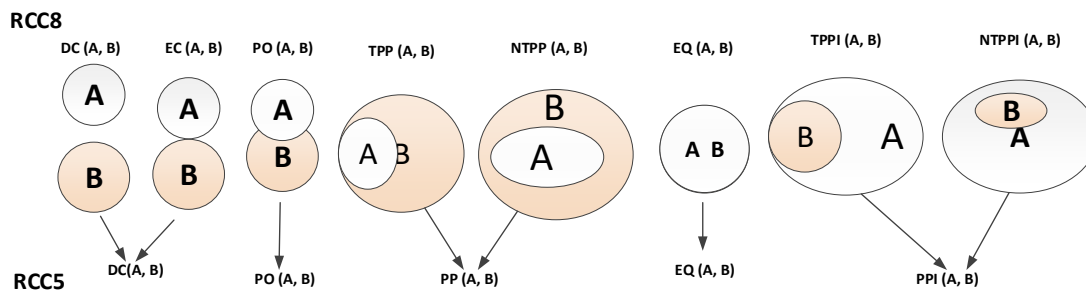 RCC8
DC (A, B) EC (A, B) PO (A, B) TPP (A, B) NTPP (A, B) EQ (A, B) TPPI (A, B) NTPPI (A, B)
A A A A B B A A B B A B A
B B B
DC(A, B) PO (A, B) PP (A, B) EQ (A, B) PPI (A, B)
RCC5